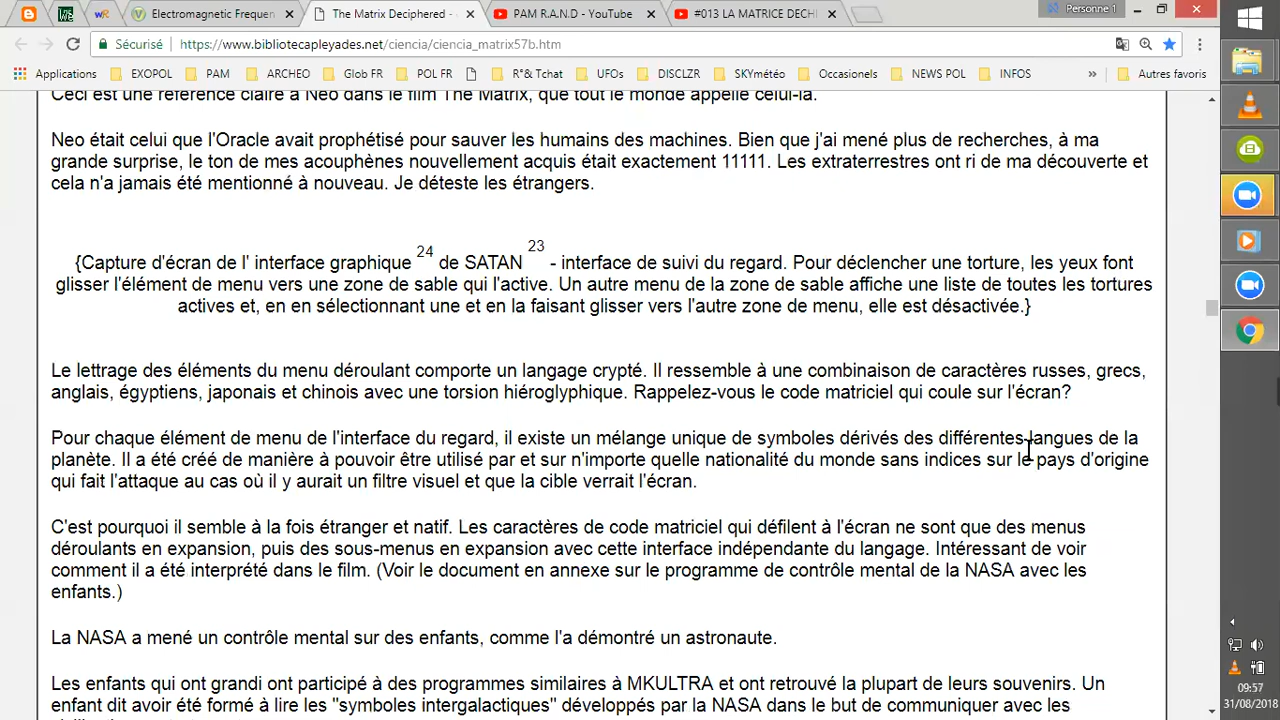 Electromagnetic Frequen
The Matrix Deciphered -
PAM R.A.N.D - YouTube
#013 LA MATRICE DECH
Personne 1
Sécurisé
https://www.bibliotecapleyades.net/ciencia/ciencia_matrix57b.htm
Applications EXOPOL PAM ARCHEO Glob FR POL FR R*& Tchat UFOs DISCLZR SKYmétéo Occasionels NEWS POL INFOS » Autres favoris
Ceci est une référence claire à Neo dans le film The Matrix, que tout le monde appelle celui-là.
Neo était celui que l'Oracle avait prophétisé pour sauver les humains des machines. Bien que j'ai mené plus de recherches, à ma
grande surprise, le ton de mes acouphènes nouvellement acquis était exactement 11111. Les extraterrestres ont ri de ma découverte et
cela n'a jamais été mentionné à nouveau. Je déteste les étrangers.
{Capture d'écran de l' interface graphique 24 de SATAN 23 - interface de suivi du regard. Pour déclencher une torture, les yeux font
glisser l'élément de menu vers une zone de sable qui l'active. Un autre menu de la zone de sable affiche une liste de toutes les tortures
actives et, en en sélectionnant une et en la faisant glisser vers l'autre zone de menu, elle est désactivée.}
Le lettrage des éléments du menu déroulant comporte un langage crypté. Il ressemble à une combinaison de caractères russes, grecs,
anglais, égyptiens, japonais et chinois avec une torsion hiéroglyphique. Rappelez-vous le code matriciel qui coule sur l'écran?
Pour chaque élément de menu de l'interface du regard, il existe un mélange unique de symboles dérivés des différentes langues de la
planète. Il a été créé de manière à pouvoir être utilisé par et sur n'importe quelle nationalité du monde sans indices sur le pays d'origine
qui fait l'attaque au cas où il y aurait un filtre visuel et que la cible verrait l'écran.
C'est pourquoi il semble à la fois étranger et natif. Les caractères de code matriciel qui défilent à l'écran ne sont que des menus
déroulants en expansion, puis des sous-menus en expansion avec cette interface indépendante du langage. Intéressant de voir
comment il a été interprété dans le film. (Voir le document en annexe sur le programme de contrôle mental de la NASA avec les
enfants.)
La NASA a mené un contrôle mental sur des enfants, comme l'a démontré un astronaute.
Les enfants qui ont grandi ont participé à des programmes similaires à MKULTRA et ont retrouvé la plupart de leurs souvenirs. Un
enfant dit avoir été formé à lire les "symboles intergalactiques" développés par la NASA dans le but de communiquer avec les
09:57
31/08/2018